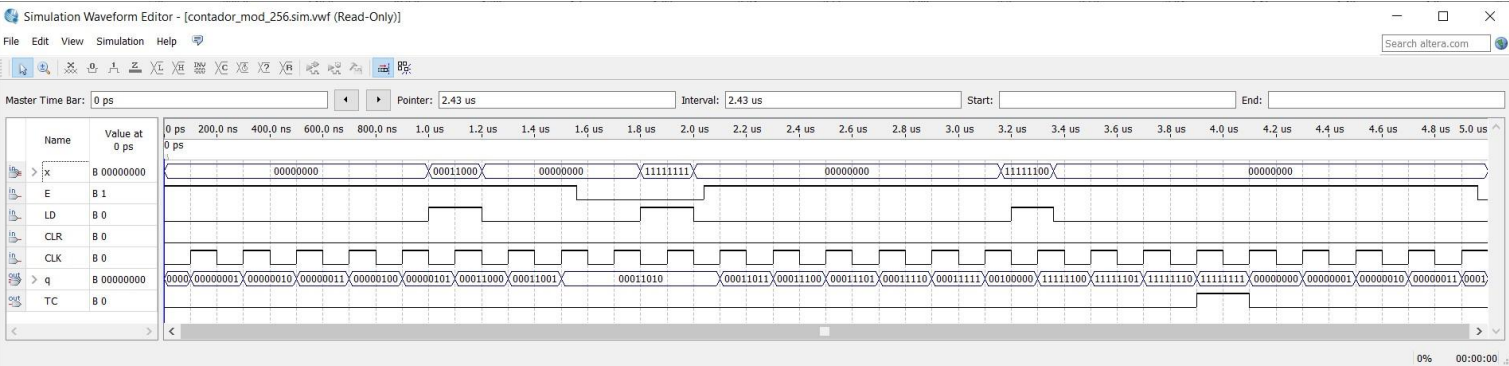 Simulation Waveform Editor - [contador_mod_256.sim.vwf (Read-Only)]
File Edit View Simulation Help
Search altera.com
Master Time Bar: 0 ps Pointer: 2.43 us Interval: 2.43 us Start: End:
Name Value at 0 ps
0 ps 200.0 ns 400.0 ns 600.0 ns 800.0 ns 1.0 us 1.2 us 1.4 us 1.6 us 1.8 us 2.0 us 2.2 us 2.4 us 2.6 us 2.8 us 3.0 us 3.2 us 3.4 us 3.6 us 3.8 us 4.0 us 4.2 us 4.4 us 4.6 us 4.8 us 5.0 us
0 ps
x B 00000000 00000000 00011000 00000000 11111111 00000000 11111100 00000000
E B 1
LD B 0
CLR B 0
CLK B 0
q B 00000000 0000 00000001 00000010 00000011 00000100 00000101 00011000 00011001 00011010 00011011 00011100 00011101 00011110 00011111 00100000 11111100 11111101 11111110 11111111 00000000 00000001 00000010 00000011 0001
TC B 0
0% 00:00:00